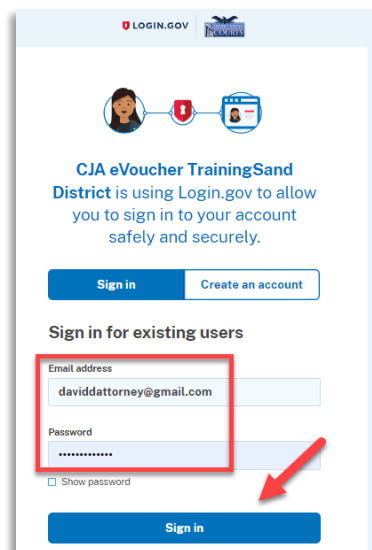 LOGIN.GOV
COURTS
CJA eVoucher TrainingSand
District is using Login.gov to allow
you to sign in to your account
safely and securely.
Sign in Create an account
Sign in for existing users
Email address
daviddattorney@gmail.com
Password
•••••••••••••
Show password
Sign in